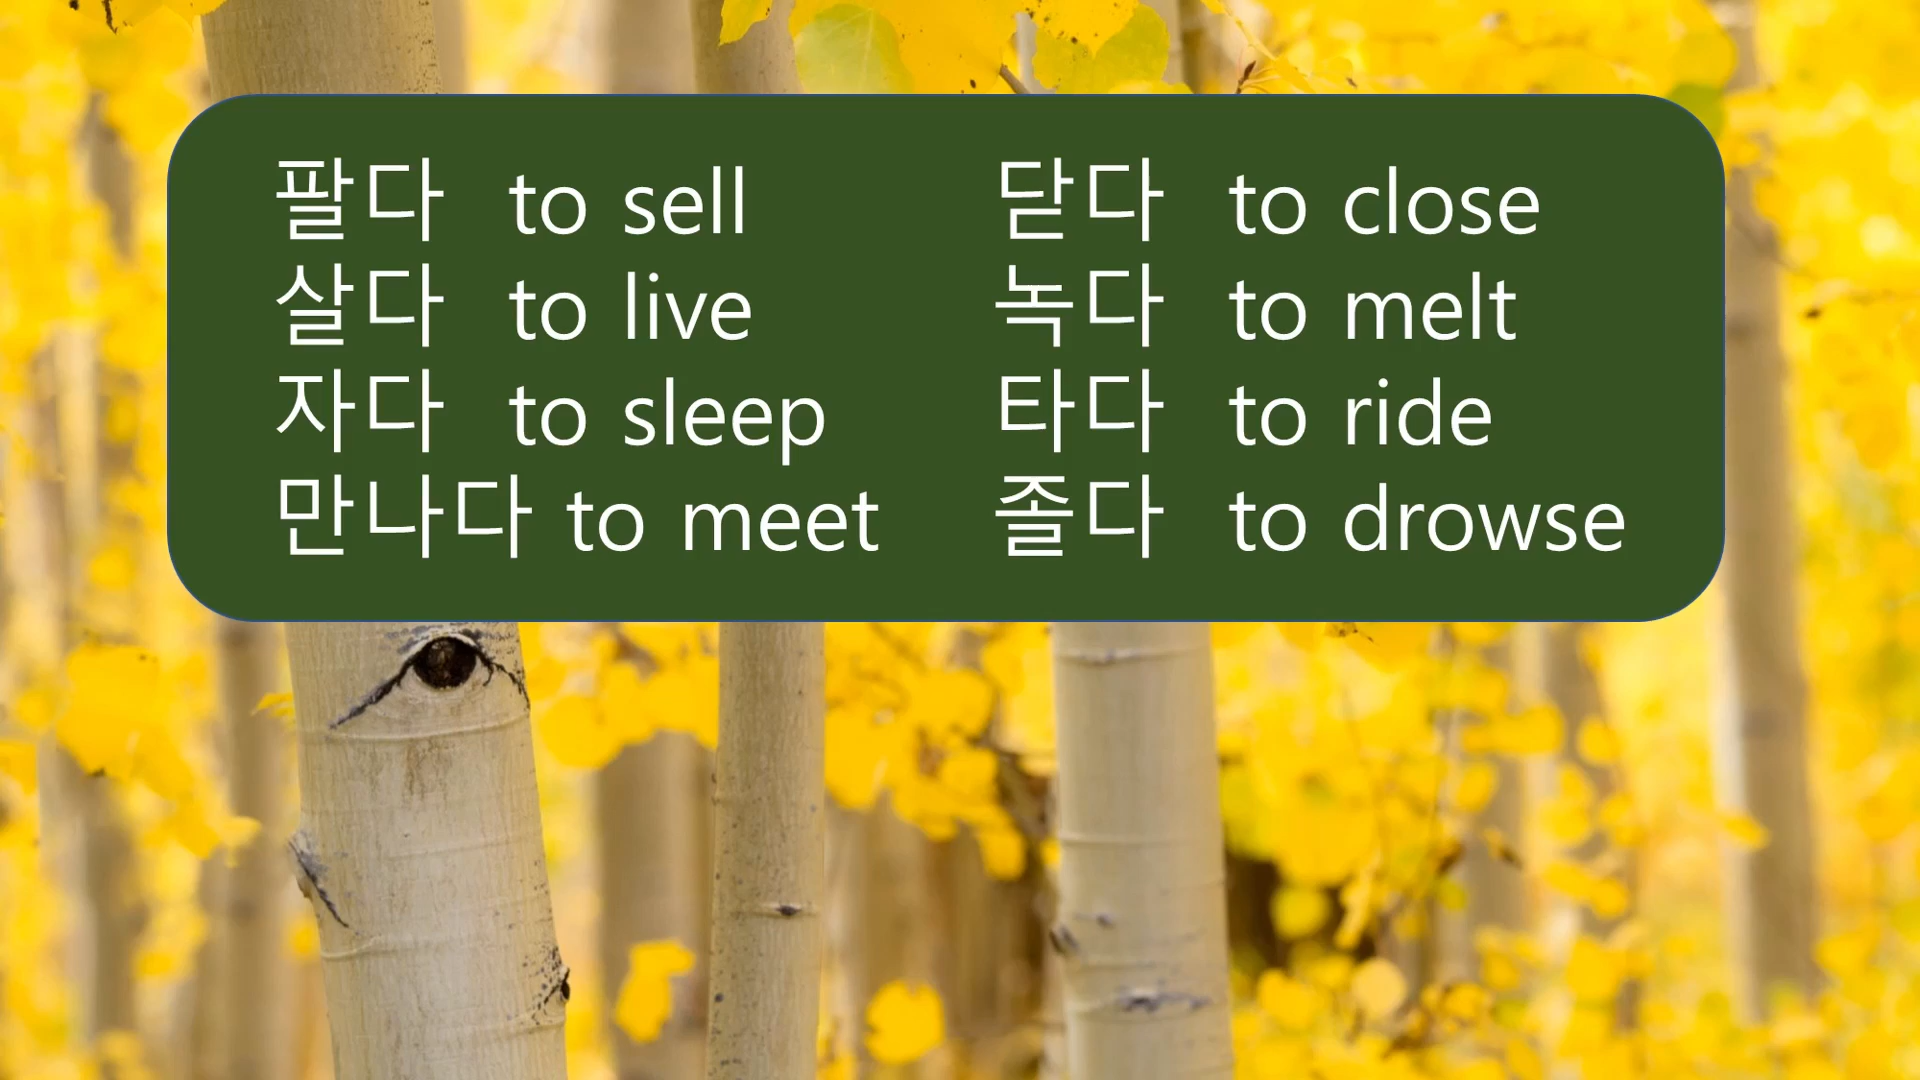 팔다 to sell
살다 to live
자다 to sleep
만나다 to meet
닫다 to close
녹다 to melt
타다 to ride
졸다 to drowse